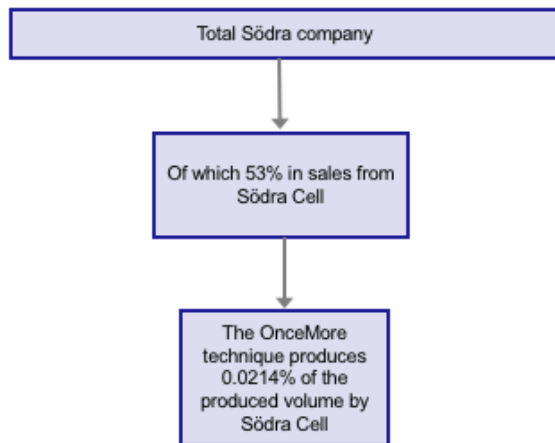 Total Södra company
Of which 53% in sales from
Södra Cell
The OnceMore
technique produces
0.0214% of the
produced volume by
Södra Cell